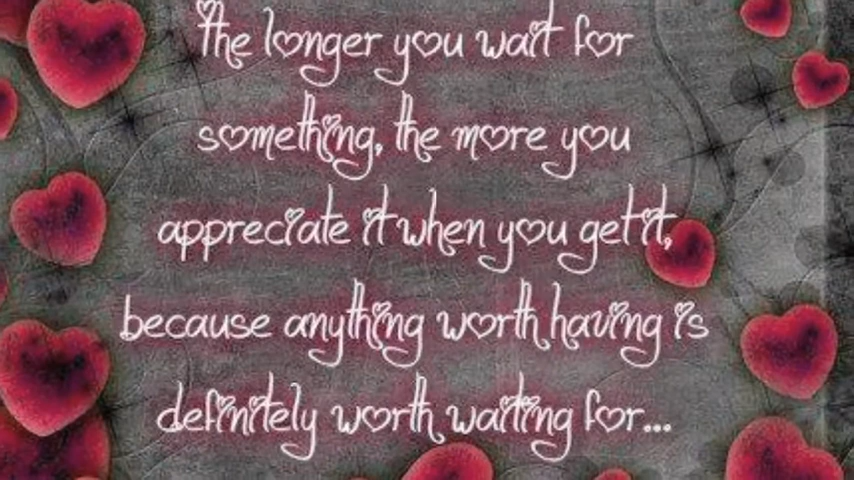 The longer you wait for
something, the more you
appreciate it when you get it,
because anything worth having is
definitely worth waiting for...